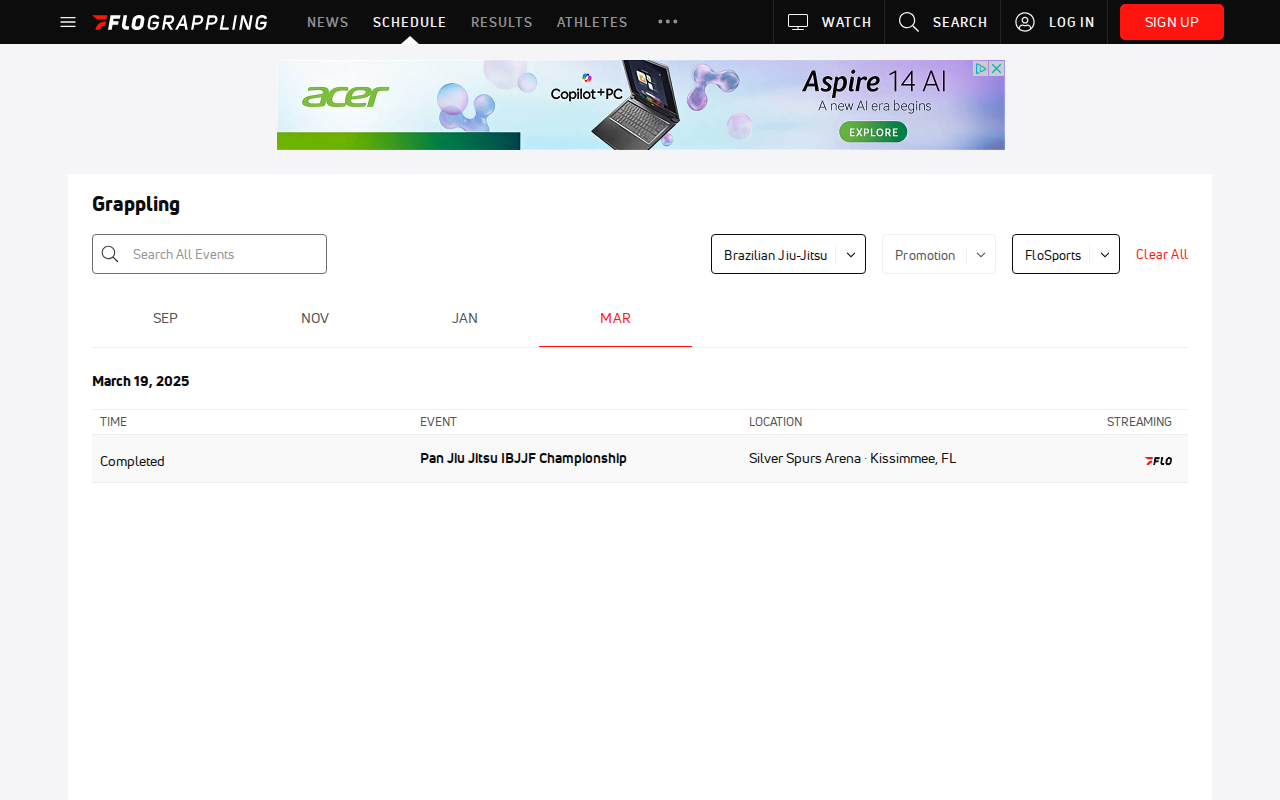 FLOGRAPPLING NEWS SCHEDULE RESULTS ATHLETES WATCH SEARCH LOG IN SIGN UP
acer Copilot+PC Aspire 14 AI
A new AI era begins
EXPLORE
Grappling
Search All Events Brazilian Jiu-Jitsu Promotion FloSports Clear All
SEP NOV JAN MAR
March 19, 2025
TIME EVENT LOCATION STREAMING
Completed Pan Jiu Jitsu IBJJF Championship Silver Spurs Arena · Kissimmee, FL FLO